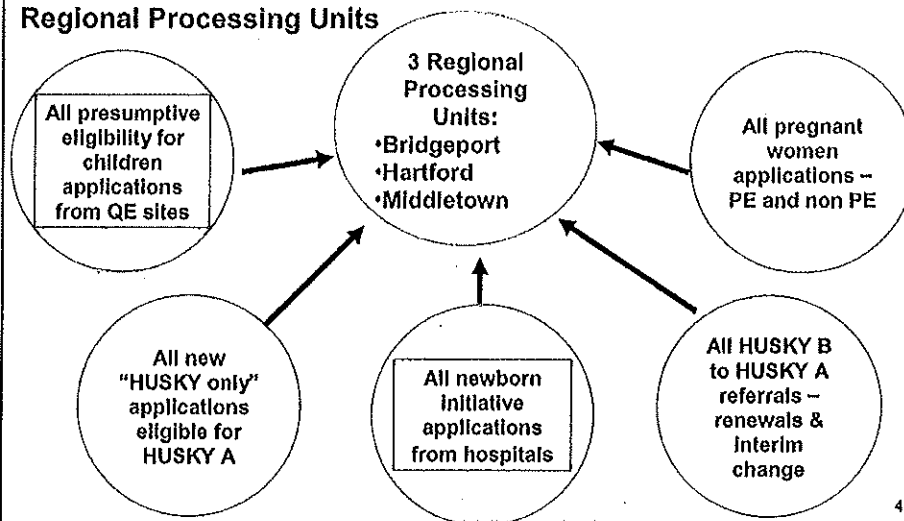 Regional Processing Units
3 Regional
Processing
Units:
•Bridgeport
•Hartford
•Middletown
All presumptive
eligibility for
children
applications
from QE sites
All pregnant
women
applications –
PE and non PE
All new
"HUSKY only"
applications
eligible for
HUSKY A
All newborn
initiative
applications
from hospitals
All HUSKY B
to HUSKY A
referrals –
renewals &
interim
change
4